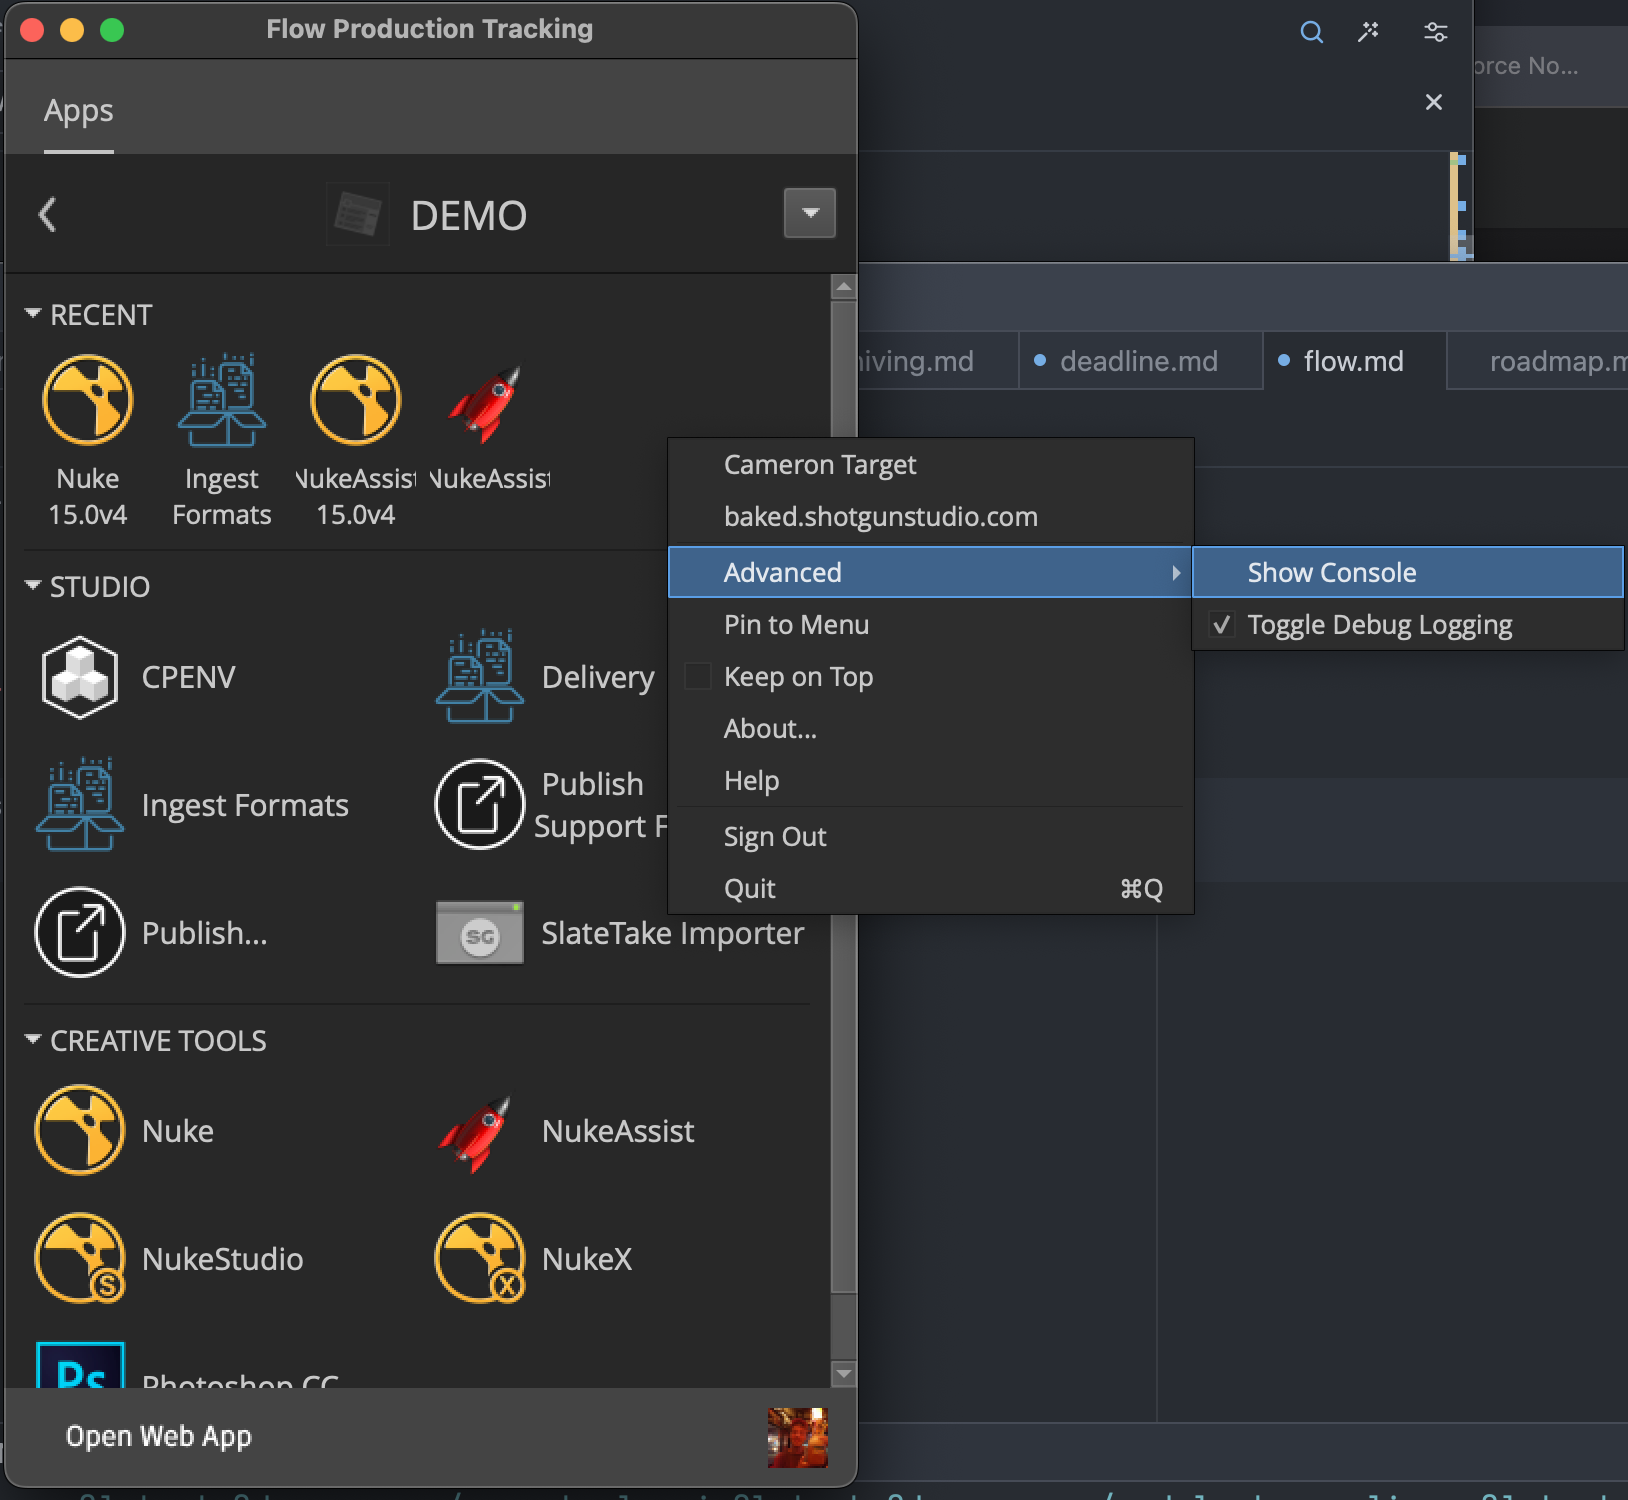 Flow Production Tracking
Apps
DEMO
RECENT
Nuke
15.0v4
Ingest
Formats
NukeAssist
15.0v4
NukeAssist
STUDIO
CPENV
Delivery
Ingest Formats
Publish
Support F
Publish...
SG
SlateTake Importer
CREATIVE TOOLS
Nuke
NukeAssist
S
NukeStudio
X
NukeX
Ps
Photoshop CC
Open Web App
Cameron Target
baked.shotgunstudio.com
Advanced
Pin to Menu
Keep on Top
About...
Help
Sign Out
Quit ⌘Q
Show Console
Toggle Debug Logging
orce No...
hiving.md
deadline.md
flow.md
roadmap.m